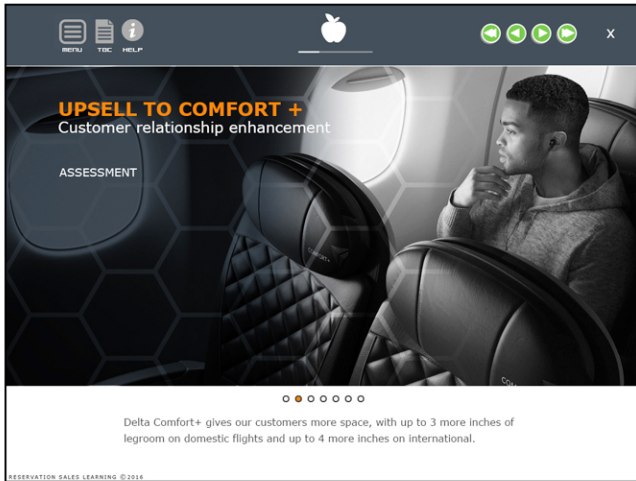 MENU TOC HELP
X
UPSELL TO COMFORT +
Customer relationship enhancement
ASSESSMENT
COMFORT+
Delta Comfort+ gives our customers more space, with up to 3 more inches of
legroom on domestic flights and up to 4 more inches on international.
RESERVATION SALES LEARNING ©2016